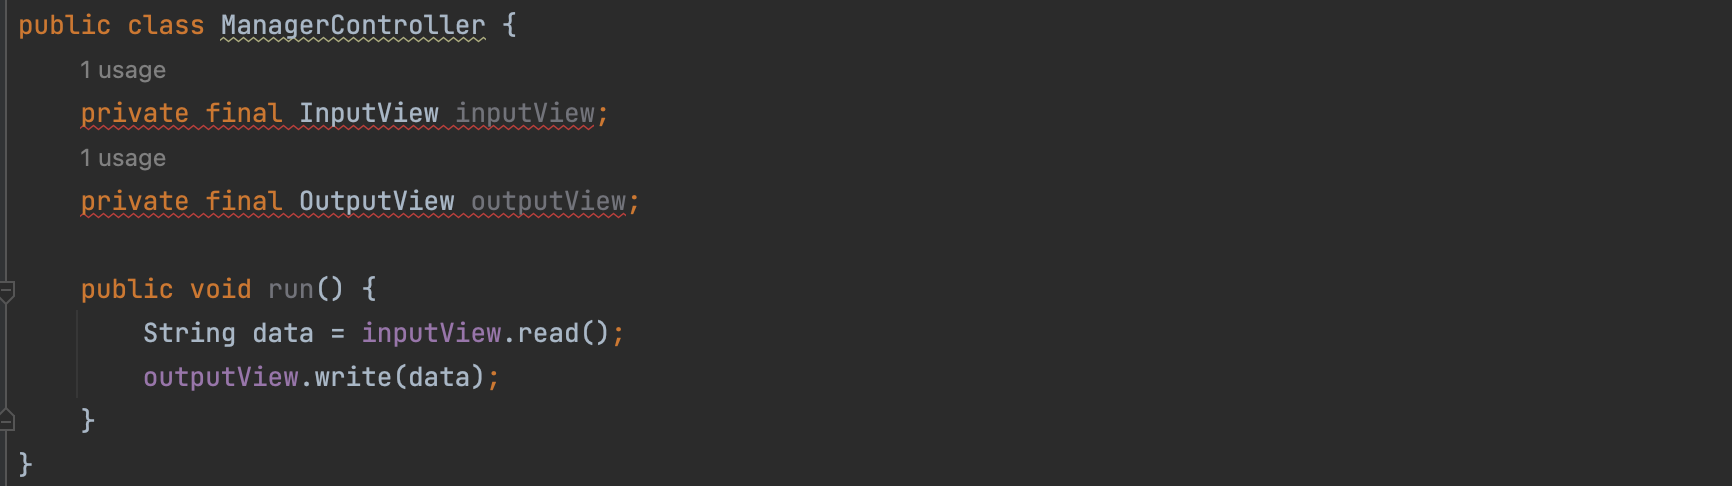 public class ManagerController {
1 usage
private final InputView inputView;
1 usage
private final OutputView outputView;
public void run() {
String data = inputView.read();
outputView.write(data);
}
}